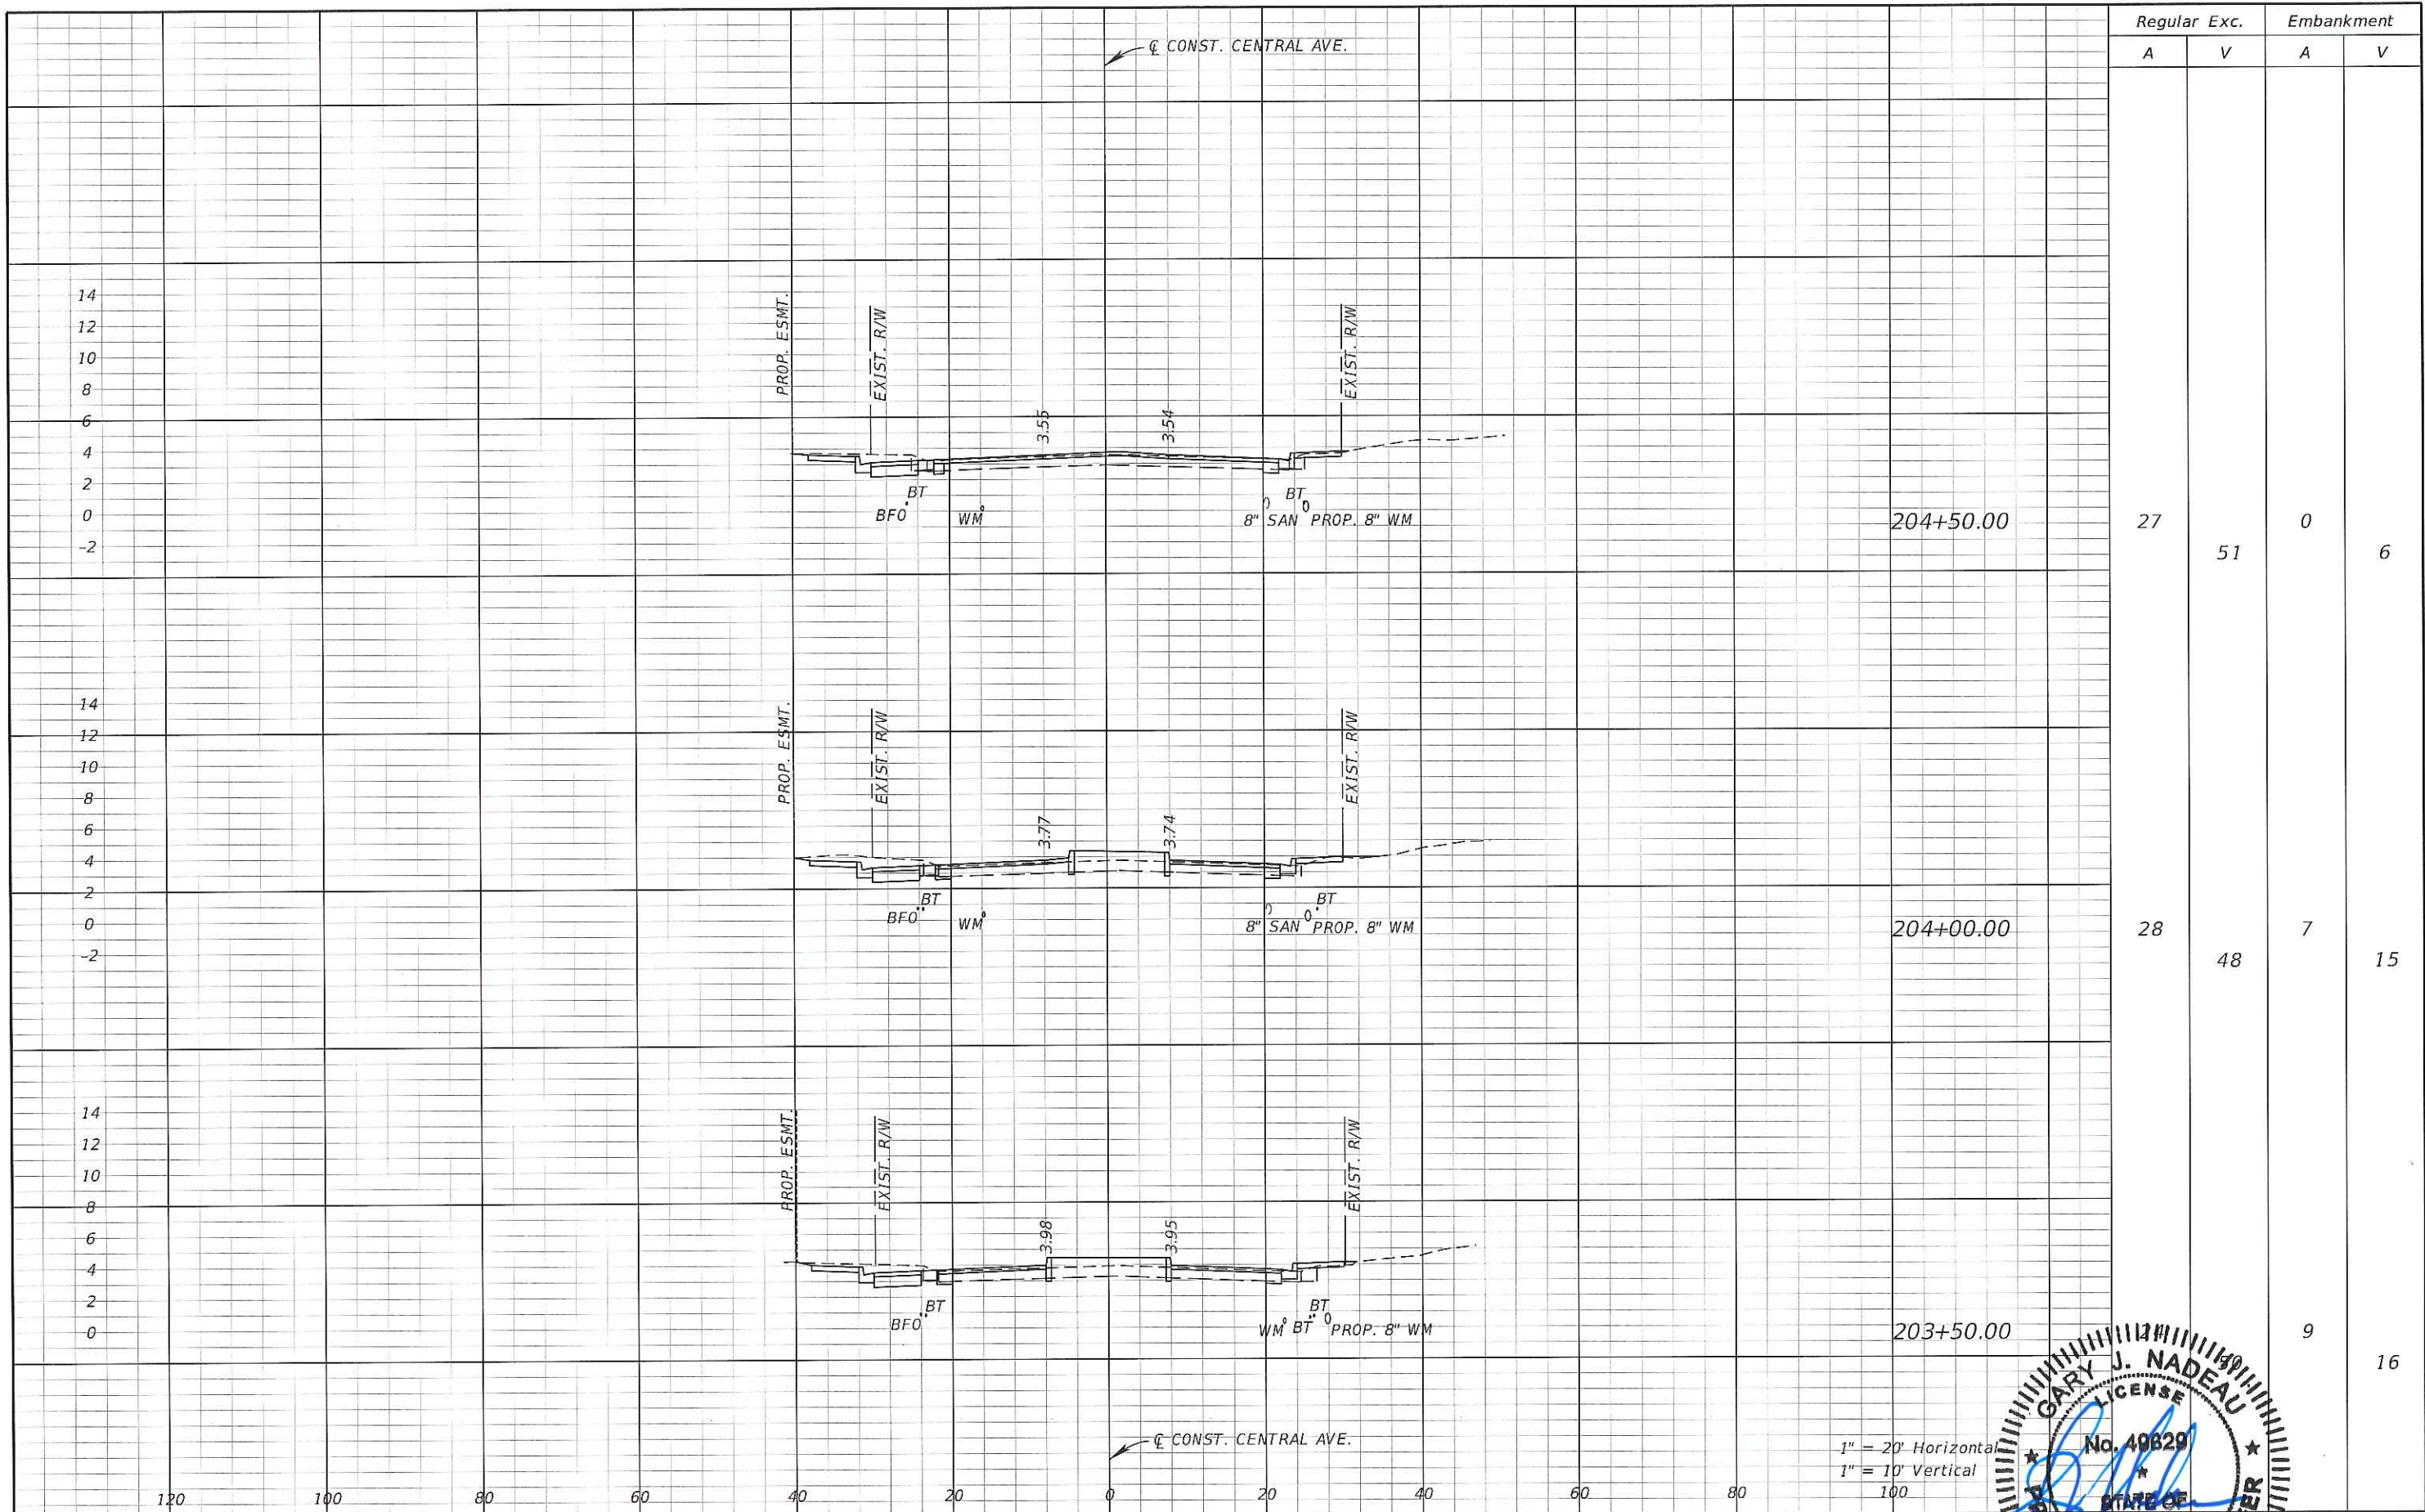 Regular Exc. Embankment
A V A V
℄ CONST. CENTRAL AVE.
14
12
10
8
6
4
2
0
-2
PROP. ESMT.
EXIST. R/W
3.55
3.54
EXIST. R/W
BT
BFO
WM
8" SAN
BT
PROP. 8" WM
204+50.00 27 0
51 6
14
12
10
8
6
4
2
0
-2
PROP. ESMT.
EXIST. R/W
3.77
3.74
EXIST. R/W
BT
BFO
WM
8" SAN
BT
PROP. 8" WM
204+00.00 28 7
48 15
14
12
10
8
6
4
2
0
PROP. ESMT.
EXIST. R/W
3.98
3.95
EXIST. R/W
BT
BFO
WM
BT
BT
PROP. 8" WM
203+50.00 24 9
16
℄ CONST. CENTRAL AVE.
1" = 20' Horizontal
1" = 10' Vertical
GARY J. NADEAU
LICENSE
No. 49629
STATE OF
120 100 80 40 20 0 20 40 60 80 100